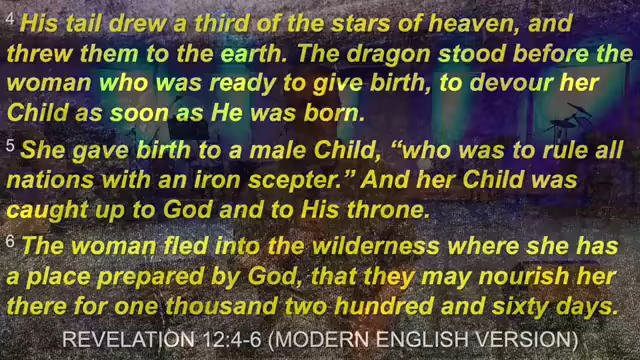 4 His tail drew a third of the stars of heaven, and
threw them to the earth. The dragon stood before the
woman who was ready to give birth, to devour her
Child as soon as He was born.
5 She gave birth to a male Child, “who was to rule all
nations with an iron scepter.” And her Child was
caught up to God and to His throne.
6 The woman fled into the wilderness where she has
a place prepared by God, that they may nourish her
there for one thousand two hundred and sixty days.
REVELATION 12:4-6 (MODERN ENGLISH VERSION)